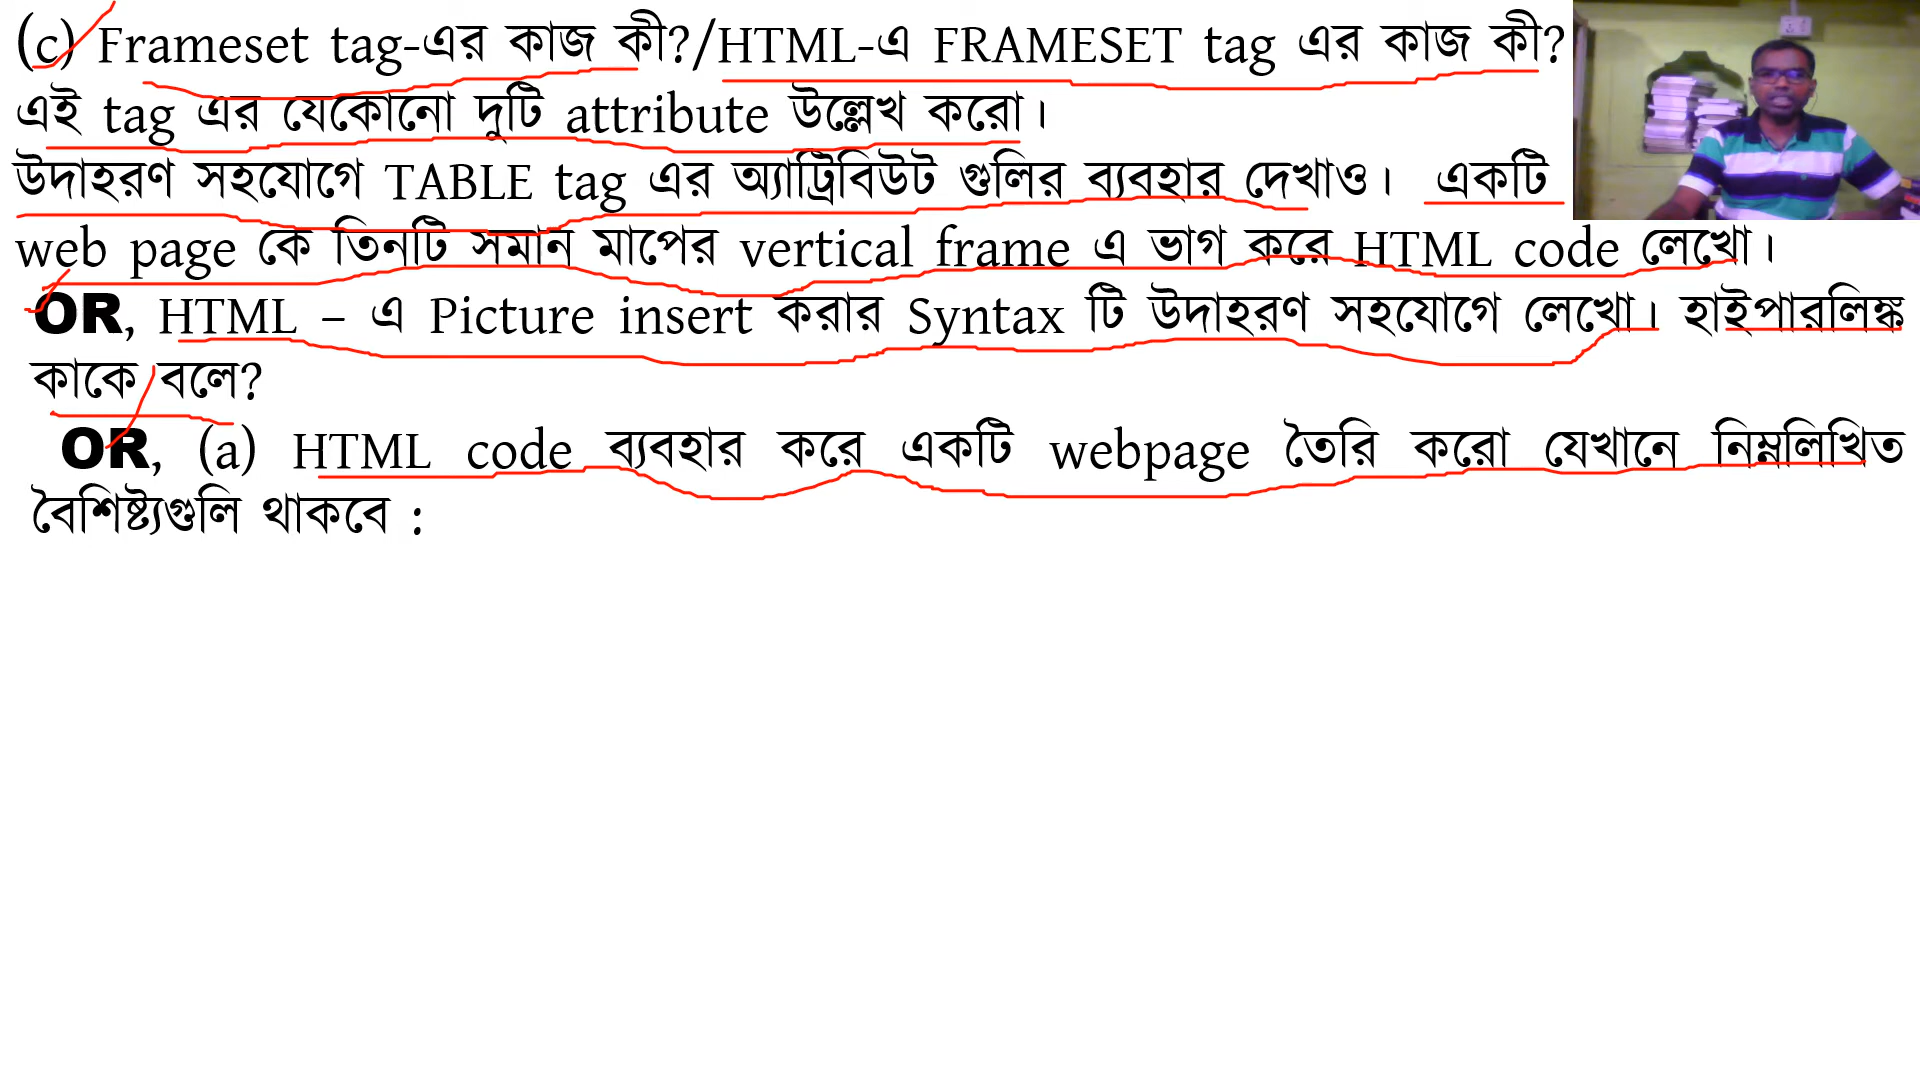 (c) Frameset tag-এর কাজ কী?/HTML-এ FRAMESET tag এর কাজ কী?
এই tag এর যেকোনো দুটি attribute উল্লেখ করো।
উদাহরণ সহযোগে TABLE tag এর অ্যাট্রিবিউট গুলির ব্যবহার দেখাও। একটি
web page কে তিনটি সমান মাপের vertical frame এ ভাগ করে HTML code লেখো।
OR, HTML – এ Picture insert করার Syntax টি উদাহরণ সহযোগে লেখো। হাইপারলিঙ্ক
কাকে বলে?
OR, (a) HTML code ব্যবহার করে একটি webpage তৈরি করো যেখানে নিম্নলিখিত
বৈশিষ্ট্যগুলি থাকবে :